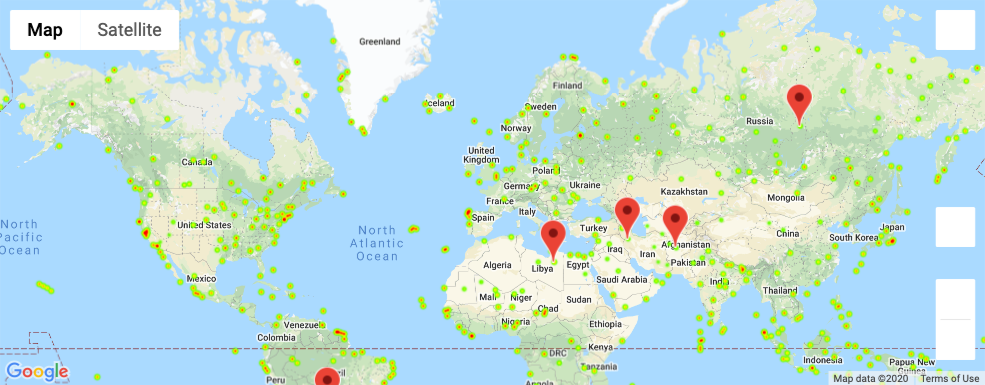 Map
Satellite
Greenland
Iceland
Finland
Sweden
Norway
Russia
Canada
United
Kingdom
Poland
Germany
Ukraine
Kazakhstan
Mongolia
France
Italy
Spain
Turkey
United States
North
Pacific
Ocean
North
Atlantic
Ocean
China
Japan
South Korea
Afghanistan
Iraq
Iran
Pakistan
Algeria
Libya
Egypt
Saudi Arabia
India
Mexico
Mali
Niger
Sudan
Chad
Thailand
Nigeria
Ethiopia
Venezuela
Colombia
Kenya
DRC
Tanzania
Indonesia
Papua New
Guinea
Peru
Angola
Google
Map data ©2020
Terms of Use